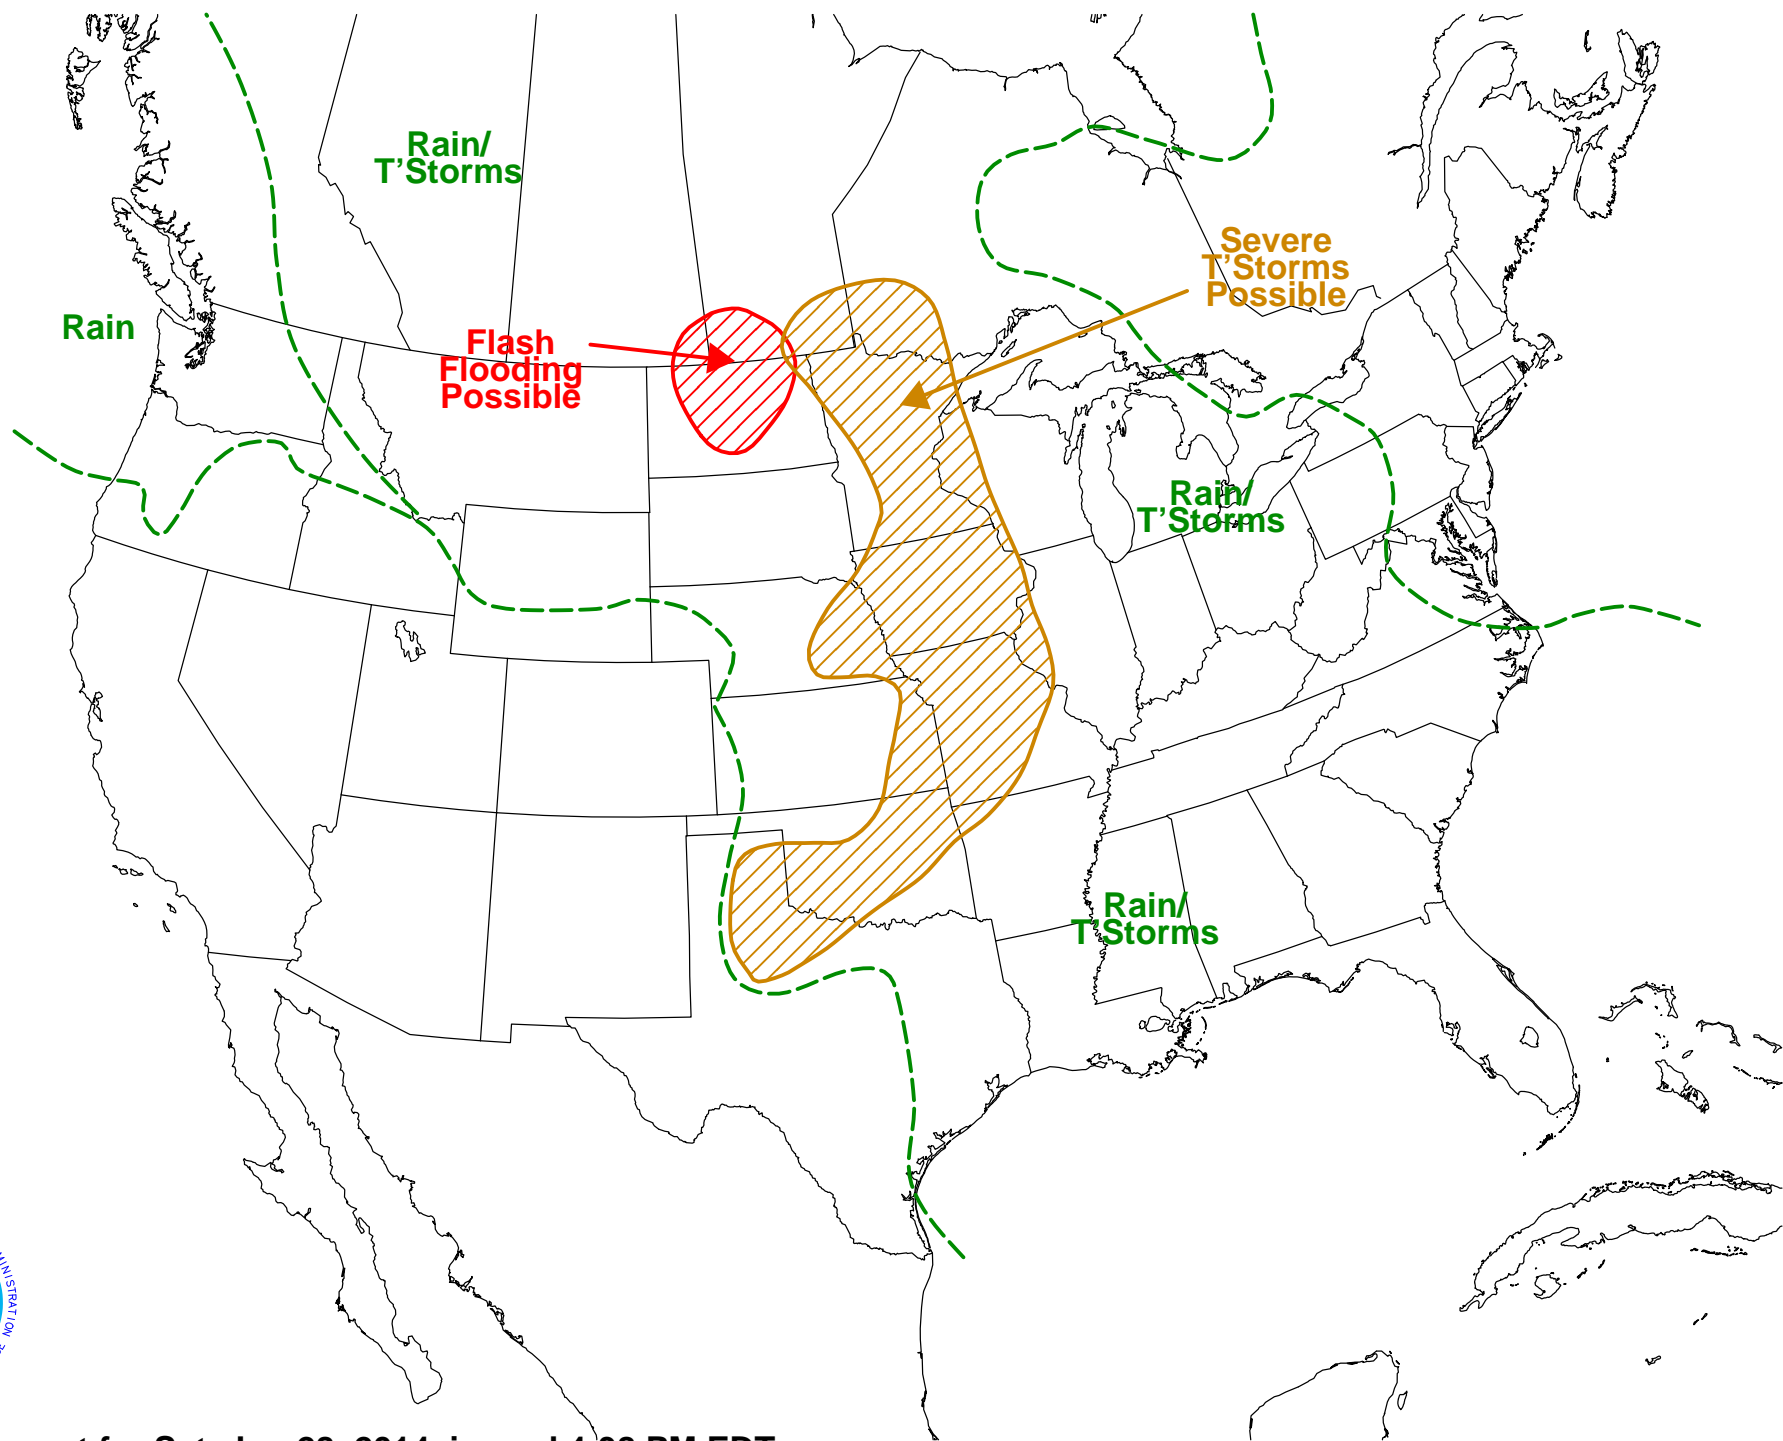 Rain/
T'Storms
Severe
T'Storms
Possible
Rain
Flash
Flooding
Possible
Rain/
T'Storms
Rain/
T'Storms